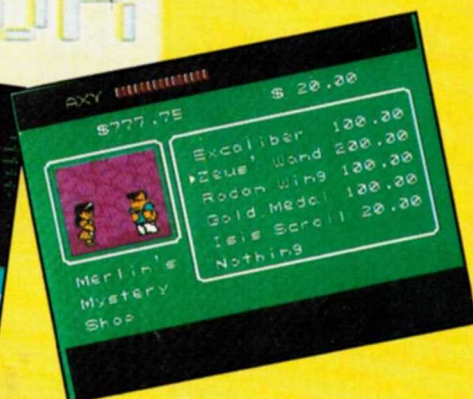 AXY
$777.75
$ 20.00
Excaliber 100.00
Zeus' Wand 200.00
Rodan Wing 100.00
Gold Medal 100.00
Isis Scroll 20.00
Nothing
Merlin's
Mystery
Shop